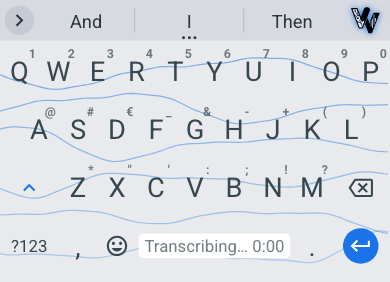 And I Then W
1 2 3 4 5 6 7 8 9 0
Q W E R T Y U I O P
@ # € _ & - + ( )
A S D F G H J K L
* " ' : ; ! ?
Z X C V B N M
?123 , Transcribing... 0:00 .